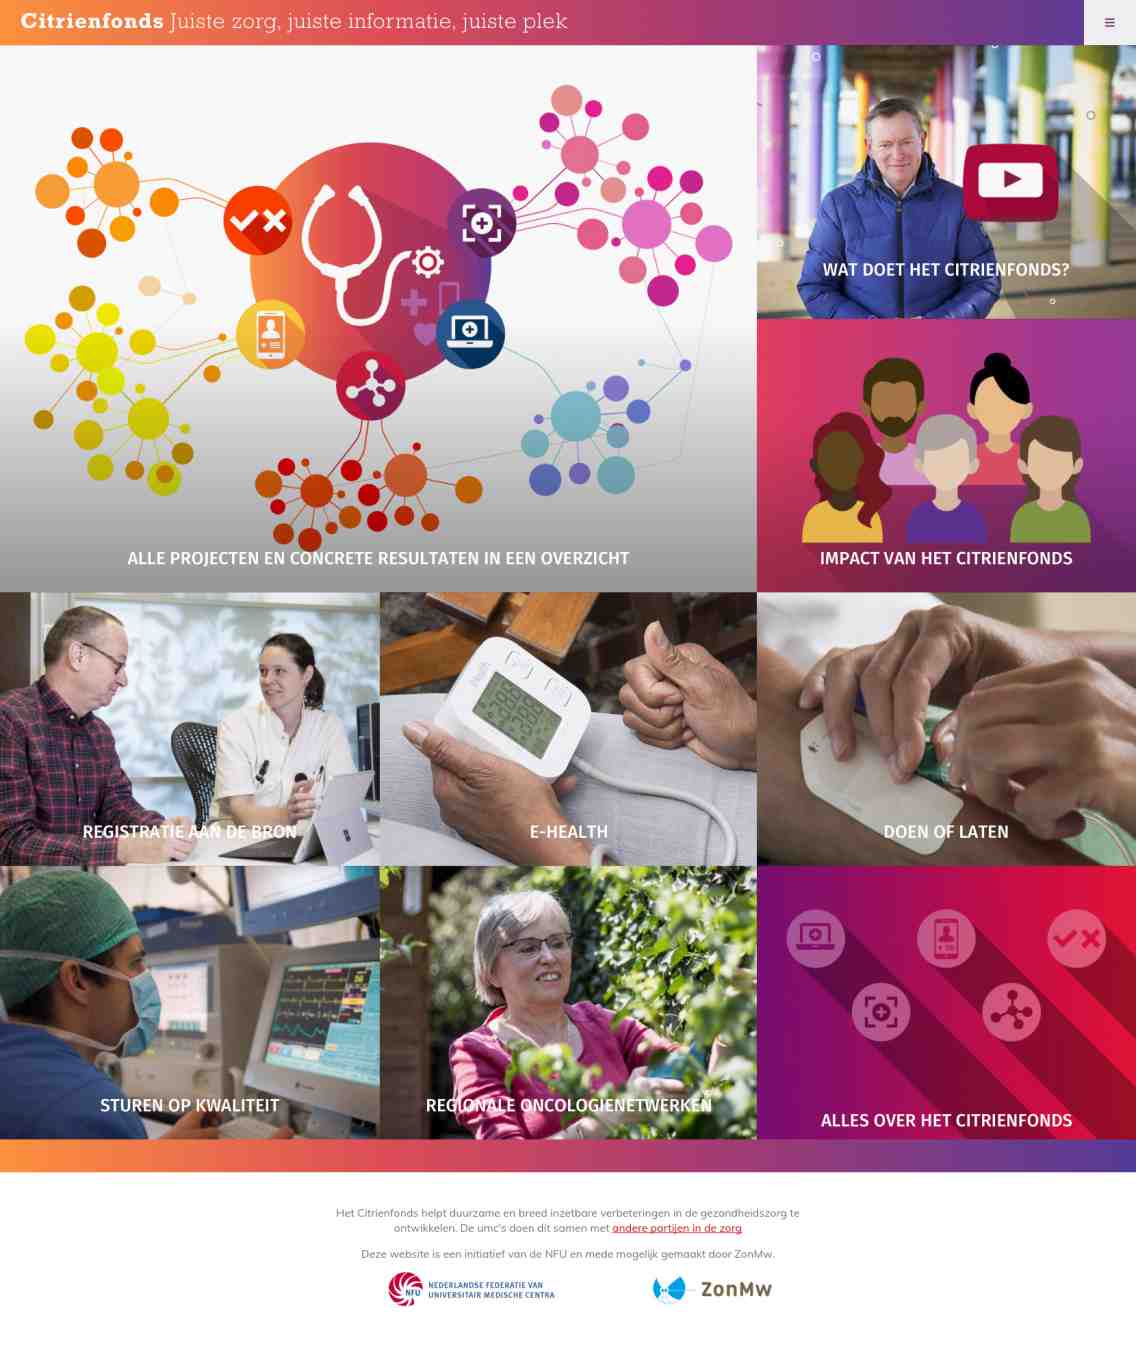 Citrienfonds Juiste zorg, juiste informatie, juiste plek
WAT DOET HET CITRIENFONDS?
ALLE PROJECTEN EN CONCRETE RESULTATEN IN EEN OVERZICHT
IMPACT VAN HET CITRIENFONDS
REGISTRATIE AAN DE BRON
E-HEALTH
DOEN OF LATEN
STUREN OP KWALITEIT
REGIONALE ONCOLOGIENETWERKEN
ALLES OVER HET CITRIENFONDS
Het Citrienfonds helpt duurzame en breed inzetbare verbeteringen in de gezondheidszorg te
ontwikkelen. De umc's doen dit samen met andere partijen in de zorg
Deze website is een initiatief van de NFU en mede mogelijk gemaakt door ZonMw.
NFU
NEDERLANDSE FEDERATIE VAN
UNIVERSITAIR MEDISCHE CENTRA
ZonMw